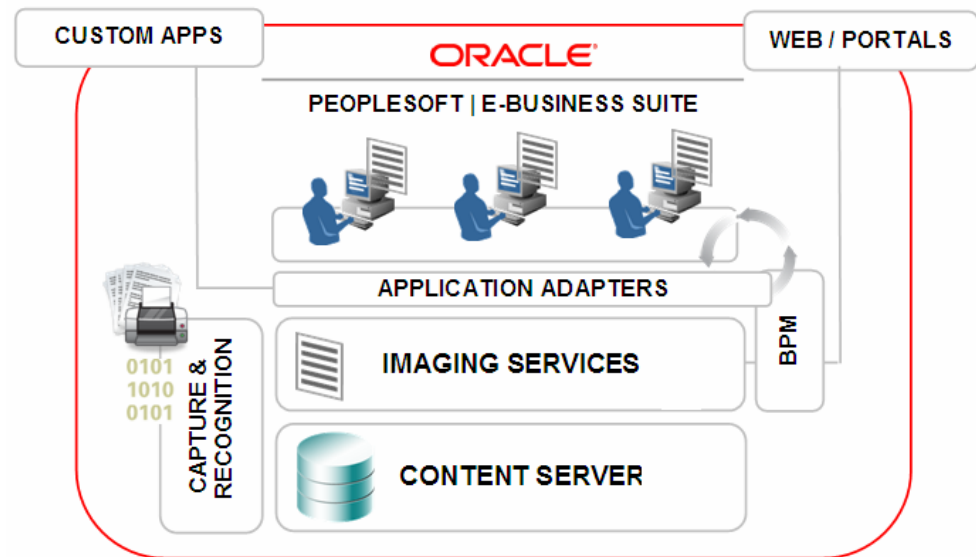 CUSTOM APPS
WEB / PORTALS
ORACLE®
PEOPLESOFT | E-BUSINESS SUITE
APPLICATION ADAPTERS
IMAGING SERVICES
BPM
0101
1010
0101
CAPTURE &
RECOGNITION
CONTENT SERVER